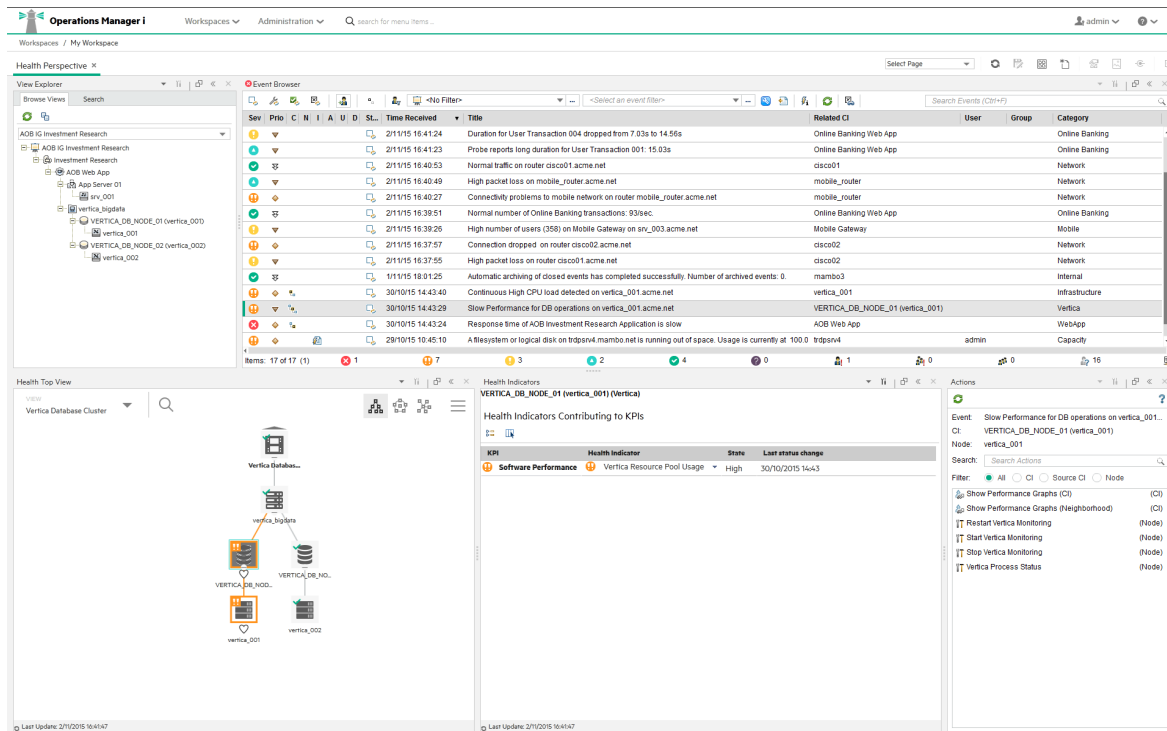 Operations Manager i
Workspaces
Administration
search for menu items ...
admin
Workspaces / My Workspace
Health Perspective ×
Select Page
View Explorer
Browse Views
Search
AOB IG Investment Research
AOB IG Investment Research
Investment Research
AOB Web App
App Server 01
srv_001
vertica_bigdata
VERTICA_DB_NODE_01 (vertica_001)
vertica_001
VERTICA_DB_NODE_02 (vertica_002)
vertica_002
Event Browser
<No Filter>
<Select an event filter>
Search Events (Ctrl+F)
Sev Prio C N I A U D St... Time Received Title Related CI User Group Category
2/11/15 16:41:24 Duration for User Transaction 004 dropped from 7.03s to 14.56s Online Banking Web App Online Banking
2/11/15 16:41:23 Probe reports long duration for User Transaction 001: 15.03s Online Banking Web App Online Banking
2/11/15 16:40:53 Normal traffic on router cisco01.acme.net cisco01 Network
2/11/15 16:40:49 High packet loss on mobile_router.acme.net mobile_router Network
2/11/15 16:40:27 Connectivity problems to mobile network on router mobile_router.acme.net mobile_router Network
2/11/15 16:39:51 Normal number of Online Banking transactions: 93/sec. Online Banking Web App Online Banking
2/11/15 16:39:26 High number of users (358) on Mobile Gateway on srv_003.acme.net Mobile Gateway Mobile
2/11/15 16:37:57 Connection dropped on router cisco02.acme.net cisco02 Network
2/11/15 16:37:55 High packet loss on router cisco01.acme.net cisco02 Network
1/11/15 18:01:25 Automatic archiving of closed events has completed successfully. Number of archived events: 0. mambo3 Internal
30/10/15 14:43:40 Continuous High CPU load detected on vertica_001.acme.net vertica_001 Infrastructure
30/10/15 14:43:29 Slow Performance for DB operations on vertica_001.acme.net VERTICA_DB_NODE_01 (vertica_001) Vertica
30/10/15 14:43:24 Response time of AOB Investment Research Application is slow AOB Web App WebApp
29/10/15 10:45:10 A filesystem or logical disk on trdpsrv4.mambo.net is running out of space. Usage is currently at 100.0 trdpsrv4 admin Capacity
Items: 17 of 17 (1) 1 7 3 2 4 0 1 0 0 16
Health Top View
VIEW
Vertica Database Cluster
Vertica Databas...
vertica_bigdata
VERTICA_DB_NOD...
VERTICA_DB_NO...
vertica_001
vertica_002
Last Update: 2/11/2015 16:41:47
Health Indicators
VERTICA_DB_NODE_01 (vertica_001) (Vertica)
Health Indicators Contributing to KPIs
KPI Health Indicator State Last status change
Software Performance Vertica Resource Pool Usage High 30/10/2015 14:43
Last Update: 2/11/2015 16:41:47
Actions
Event: Slow Performance for DB operations on vertica_001...
CI: VERTICA_DB_NODE_01 (vertica_001)
Node: vertica_001
Search: Search Actions
Filter: All CI Source CI Node
Show Performance Graphs (CI) (CI)
Show Performance Graphs (Neighborhood) (CI)
Restart Vertica Monitoring (Node)
Start Vertica Monitoring (Node)
Stop Vertica Monitoring (Node)
Vertica Process Status (Node)